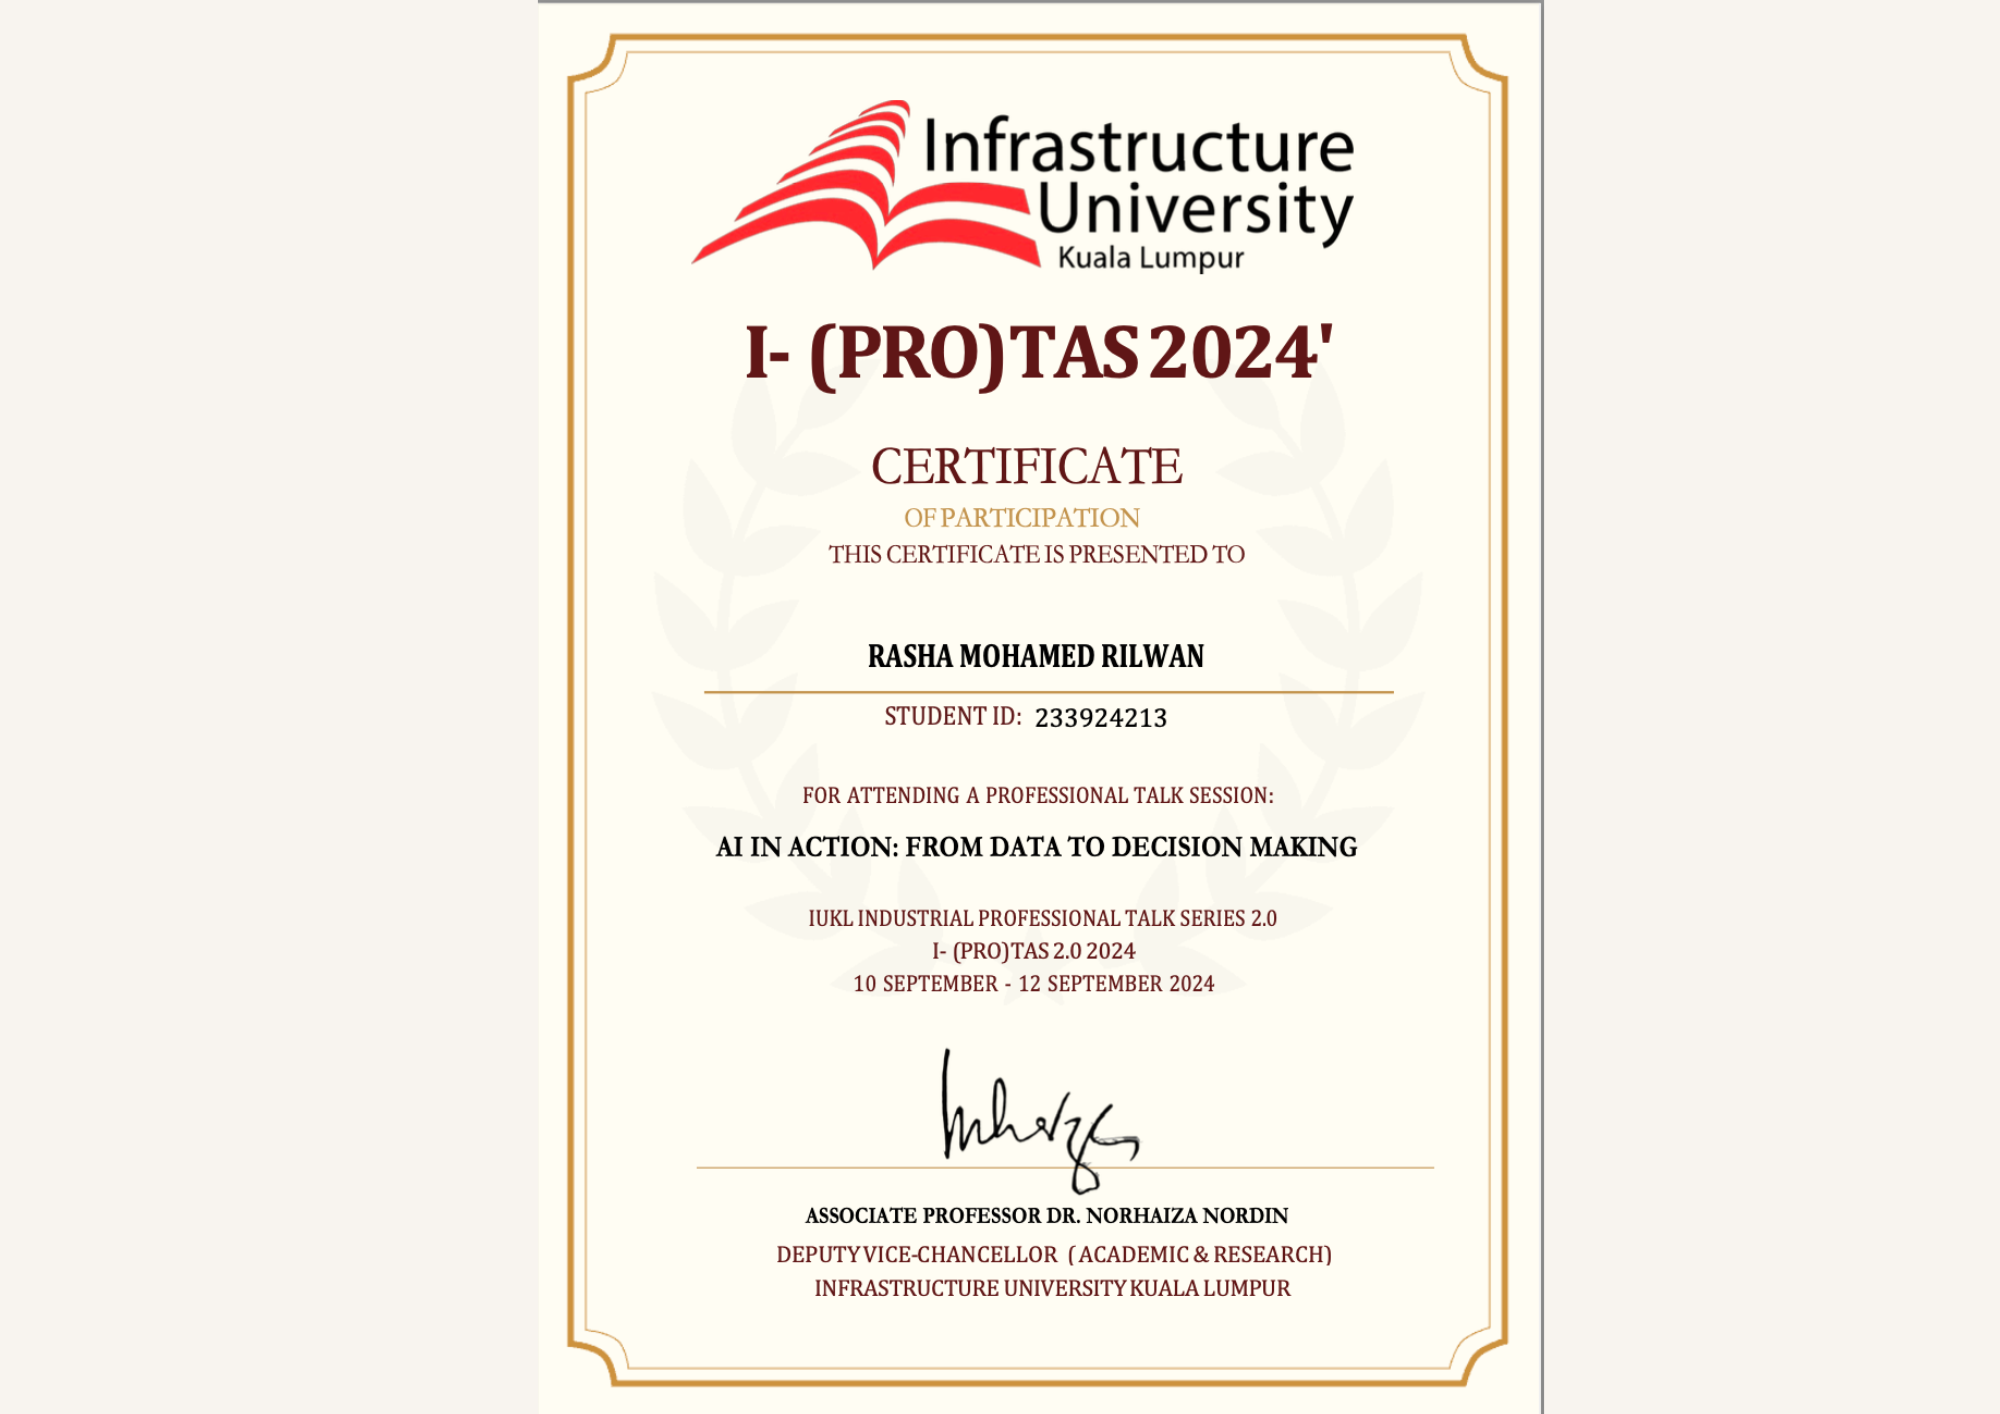 Infrastructure
University
Kuala Lumpur
I- (PRO)TAS 2024'
CERTIFICATE
OF PARTICIPATION
THIS CERTIFICATE IS PRESENTED TO
RASHA MOHAMED RILWAN
STUDENT ID: 233924213
FOR ATTENDING A PROFESSIONAL TALK SESSION:
AI IN ACTION: FROM DATA TO DECISION MAKING
IUKL INDUSTRIAL PROFESSIONAL TALK SERIES 2.0
I- (PRO)TAS 2.0 2024
10 SEPTEMBER - 12 SEPTEMBER 2024
ASSOCIATE PROFESSOR DR. NORHAIZA NORDIN
DEPUTY VICE-CHANCELLOR ( ACADEMIC & RESEARCH)
INFRASTRUCTURE UNIVERSITY KUALA LUMPUR